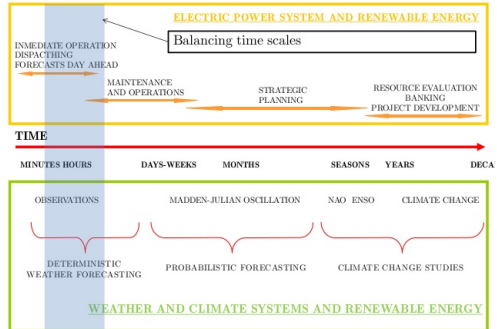 ELECTRIC POWER SYSTEM AND RENEWABLE ENERGY
Balancing time scales
INMEDIATE OPERATION
DISPACTHING
FORECASTS DAY AHEAD
MAINTENANCE
AND OPERATIONS
STRATEGIC
PLANNING
RESOURCE EVALUATION
BANKING
PROJECT DEVELOPMENT
TIME
MINUTES HOURS DAYS-WEEKS MONTHS SEASONS YEARS DECA
OBSERVATIONS MADDEN-JULIAN OSCILLATION NAO ENSO CLIMATE CHANGE
DETERMINISTIC
WEATHER FORECASTING
PROBABILISTIC FORECASTING
CLIMATE CHANGE STUDIES
WEATHER AND CLIMATE SYSTEMS AND RENEWABLE ENERGY